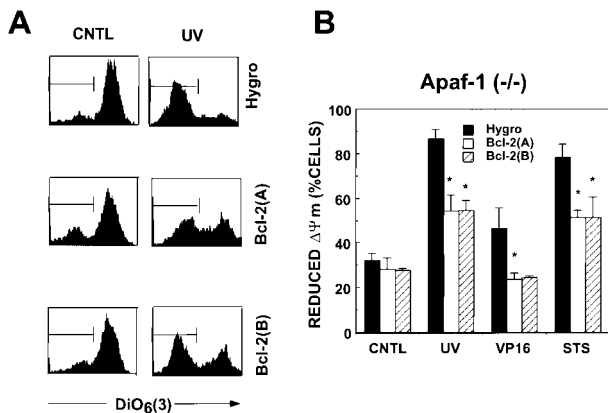 A
CNTL UV
Hygro
Bcl-2(A)
Bcl-2(B)
DiO6(3)
B
Apaf-1 (-/-)
REDUCED ΔΨ m (%CELLS)
100
80
60
40
20
0
Hygro
Bcl-2(A)
Bcl-2(B)
* *
*
* *
CNTL UV VP16 STS